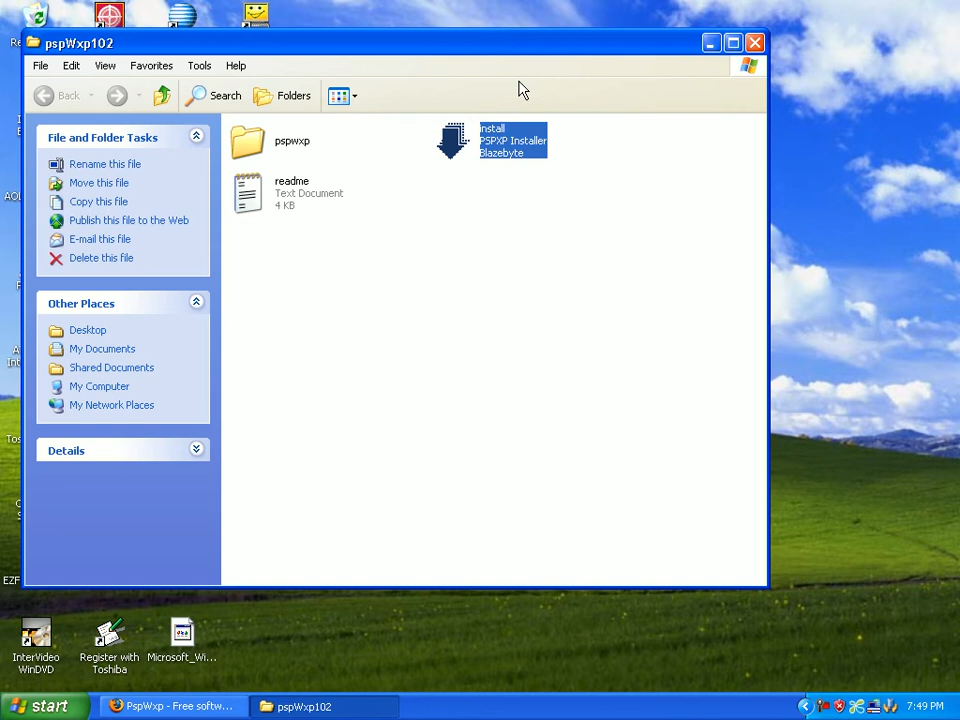 pspWxp102
File Edit View Favorites Tools Help
Back Search Folders
File and Folder Tasks
Rename this file
Move this file
Copy this file
Publish this file to the Web
E-mail this file
Delete this file
Other Places
Desktop
My Documents
Shared Documents
My Computer
My Network Places
Details
pspwxp
install
PSPXP Installer
Blazebyte
readme
Text Document
4 KB
Re
AOL
EZF
InterVideo
WinDVD
Register with
Toshiba
Microsoft_Wi...
start
PspWxp - Free softw...
pspWxp102
7:49 PM